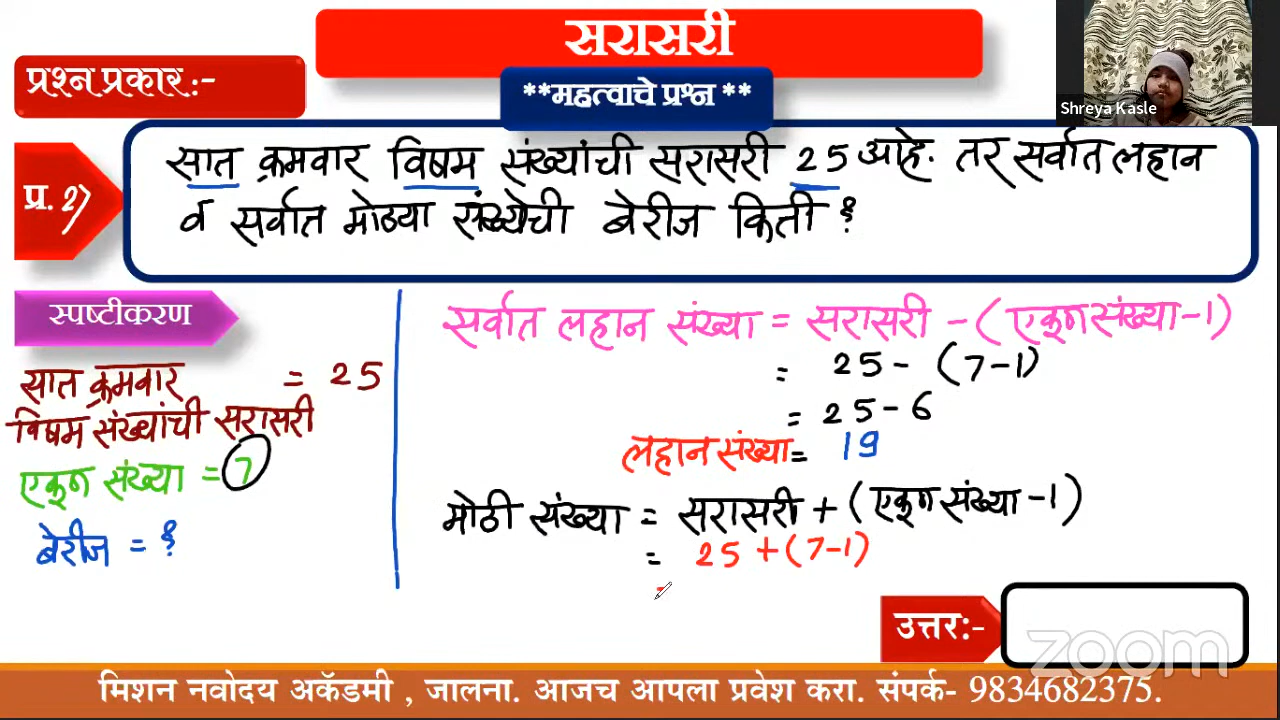 सरासरी
**महत्वाचे प्रश्न **
प्रश्न प्रकार :-
Shreya Kasle
प्र. 2)
सात क्रमवार विषम संख्यांची सरासरी 25 आहे. तर सर्वात लहान
व सर्वात मोठ्या संख्येची बेरीज किती ?
स्पष्टीकरण
सात क्रमवार = 25
विषम संख्यांची सरासरी
एकूण संख्या = 7
बेरीज = ?
सर्वात लहान संख्या = सरासरी - (एकूण संख्या - 1)
= 25 - (7-1)
= 25 - 6
लहान संख्या = 19
मोठी संख्या = सरासरी + (एकूण संख्या - 1)
= 25 + (7-1)
=
उत्तर:-
zoom
मिशन नवोदय अॅकॅडमी , जालना. आजच आपला प्रवेश करा. संपर्क- 9834682375.